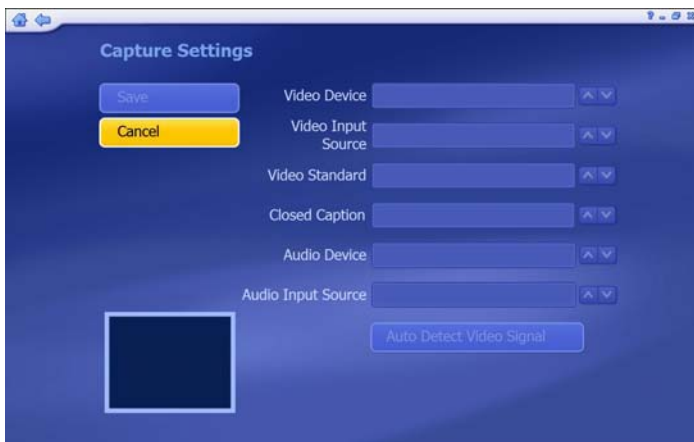 Capture Settings
Save
Cancel
Video Device
Video Input
Source
Video Standard
Closed Caption
Audio Device
Audio Input Source
Auto Detect Video Signal